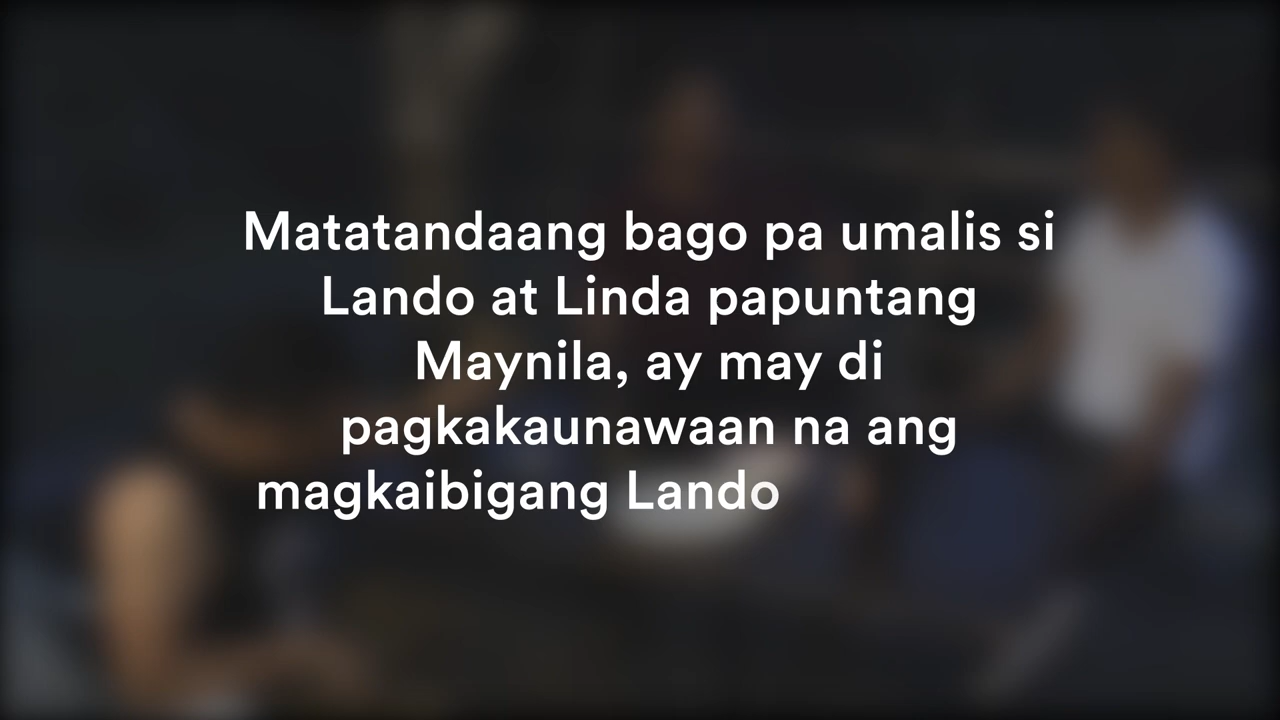 Matatandaang bago pa umalis si
Lando at Linda papuntang
Maynila, ay may di
pagkakaunawaan na ang
magkaibigang Lando